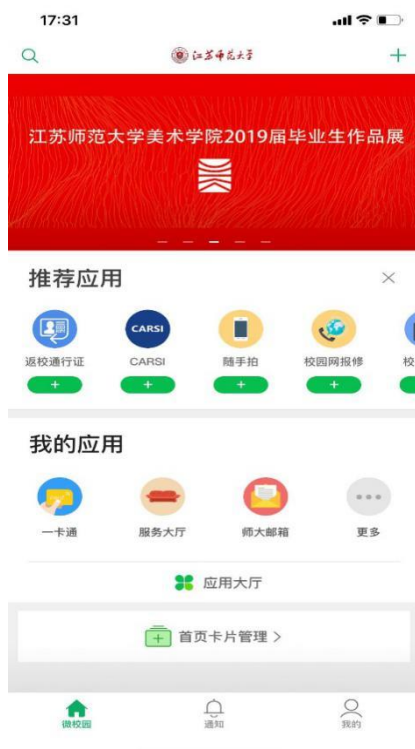 17:31
江苏师范大学
江苏师范大学美术学院2019届毕业生作品展
推荐应用
返校通行证
CARSI
CARSI
随手拍
校园网报修
校
我的应用
一卡通
服务大厅
师大邮箱
更多
应用大厅
首页卡片管理 >
微校园
通知
我的